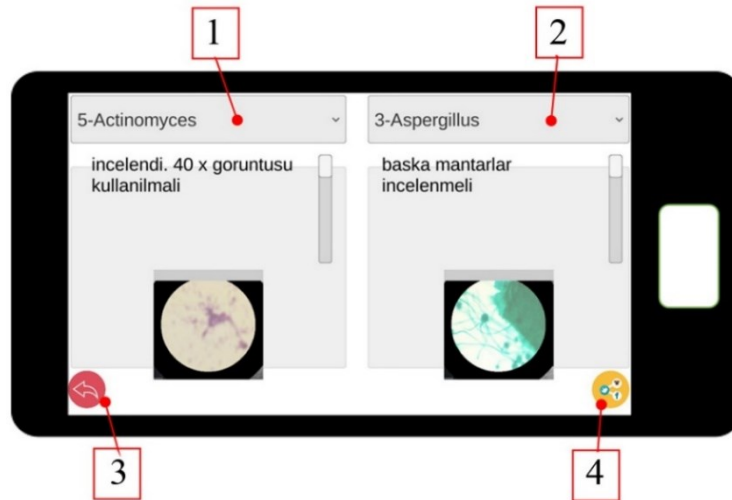 1
2
5-Actinomyces
3-Aspergillus
incelendi. 40 x goruntusu
kullanilmali
baska mantarlar
incelenmeli
3
4